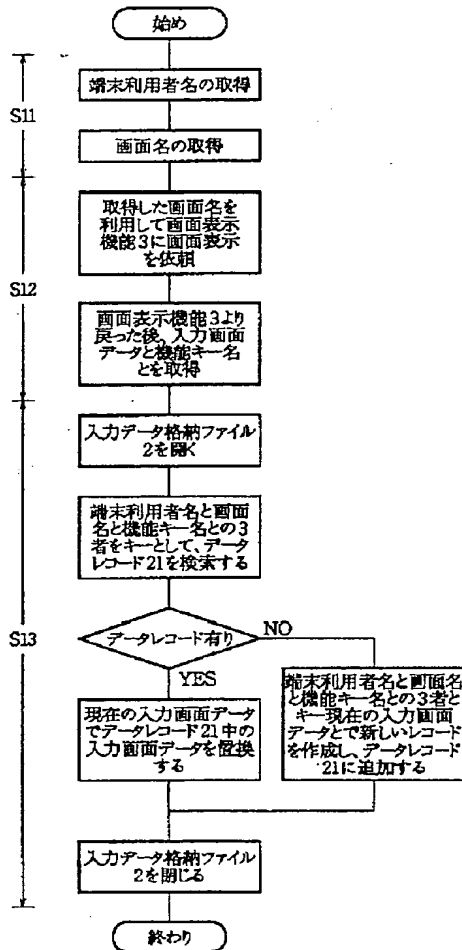 始め
端末利用者名の取得
S11
画面名の取得
取得した画面名を
利用して画面表示
機能3に画面表示
を依頼
S12
画面表示機能3より
戻った後、入力画面
データと機能キー名
とを取得
入力データ格納ファイル
2を開く
端末利用者名と画面
名と機能キー名との3
者をキーとして、データ
レコード21を検索する
S13
データレコード有り
NO
YES
現在の入力画面データ
でデータレコード21中の
入力画面データを置換
する
端末利用者名と画面名
と機能キー名との3者と
キー現在の入力画面
データとで新しいレコード
を作成し、データレコード
21に追加する
入力データ格納ファイル
2を閉じる
終わり